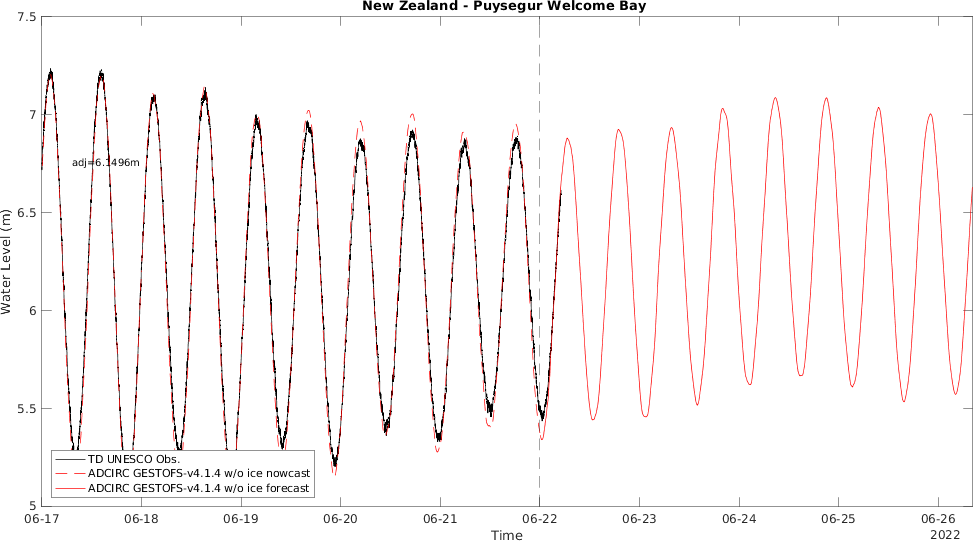 New Zealand - Puysegur Welcome Bay
7.5
7
6.5
6
5.5
5
Water Level (m)
adj=6.1496m
TD UNESCO Obs.
ADCIRC GESTOFS-v4.1.4 w/o ice nowcast
ADCIRC GESTOFS-v4.1.4 w/o ice forecast
06-17 06-18 06-19 06-20 06-21 06-22 06-23 06-24 06-25 06-26
2022
Time